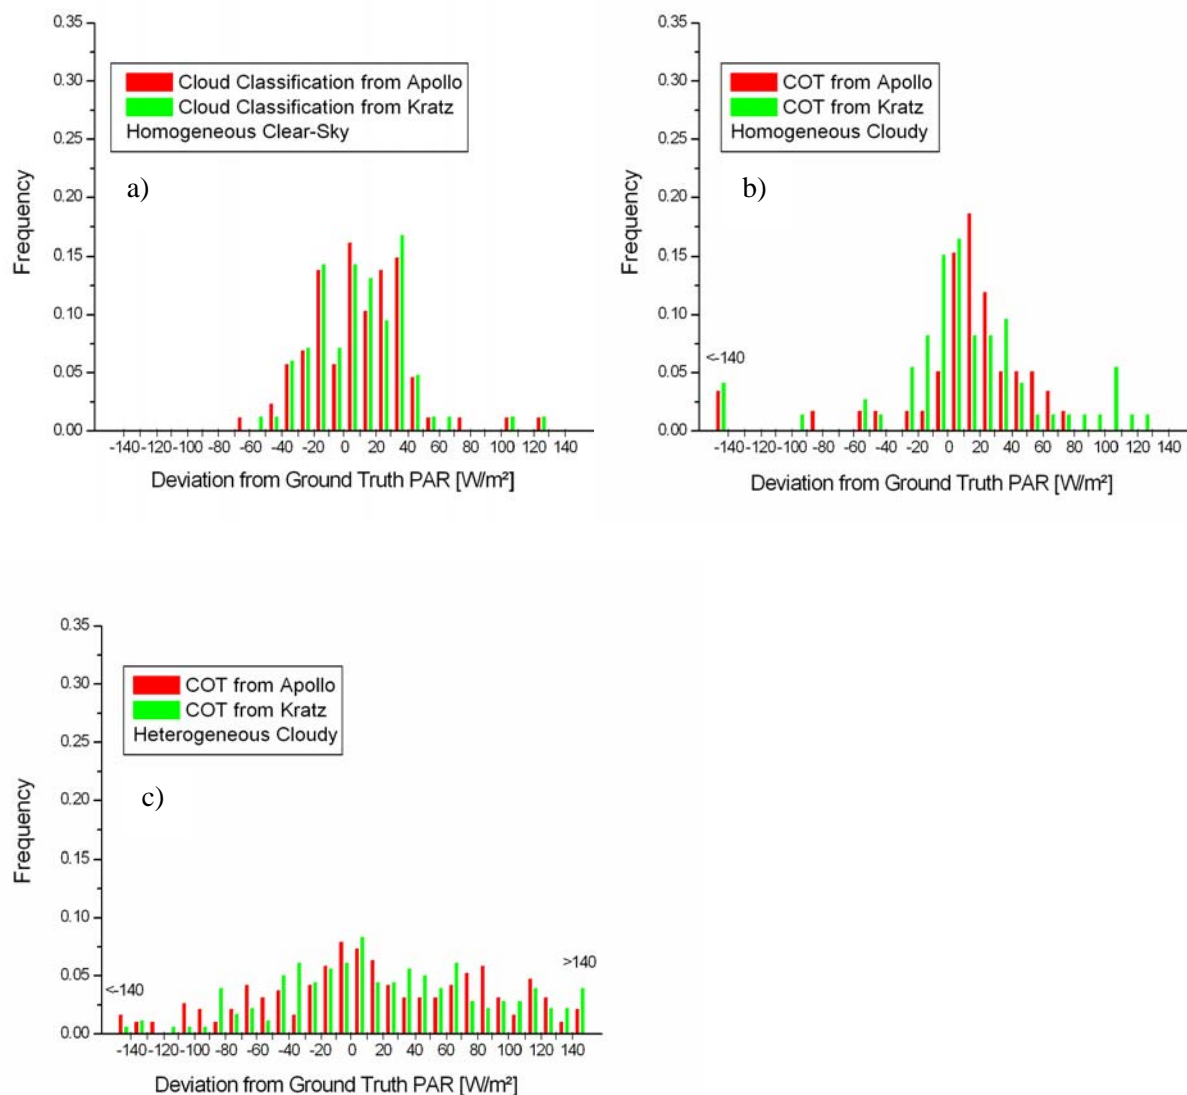 0.35
0.30
0.25
0.20
0.15
0.10
0.05
0.00
Frequency
Cloud Classification from Apollo
Cloud Classification from Kratz
Homogeneous Clear-Sky
a)
-140 -120 -100 -80 -60 -40 -20 0 20 40 60 80 100 120 140
Deviation from Ground Truth PAR [W/m²]
0.35
0.30
0.25
0.20
0.15
0.10
0.05
0.00
Frequency
COT from Apollo
COT from Kratz
Homogeneous Cloudy
b)
<-140
-140 -120 -100 -80 -60 -40 -20 0 20 40 60 80 100 120 140
Deviation from Ground Truth PAR [W/m²]
0.35
0.30
0.25
0.20
0.15
0.10
0.05
0.00
Frequency
COT from Apollo
COT from Kratz
Heterogeneous Cloudy
c)
<-140
>140
-140 -120 -100 -80 -60 -40 -20 0 20 40 60 80 100 120 140
Deviation from Ground Truth PAR [W/m²]